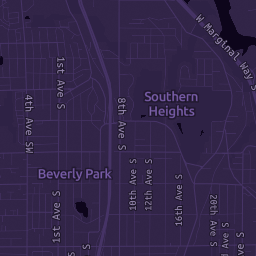 W Marginal Way S
1st Ave S
8th Ave S
Southern
Heights
4th Ave SW
Beverly Park
10th Ave S
12th Ave S
16th Ave S
20th Ave S
1st Ave S
S